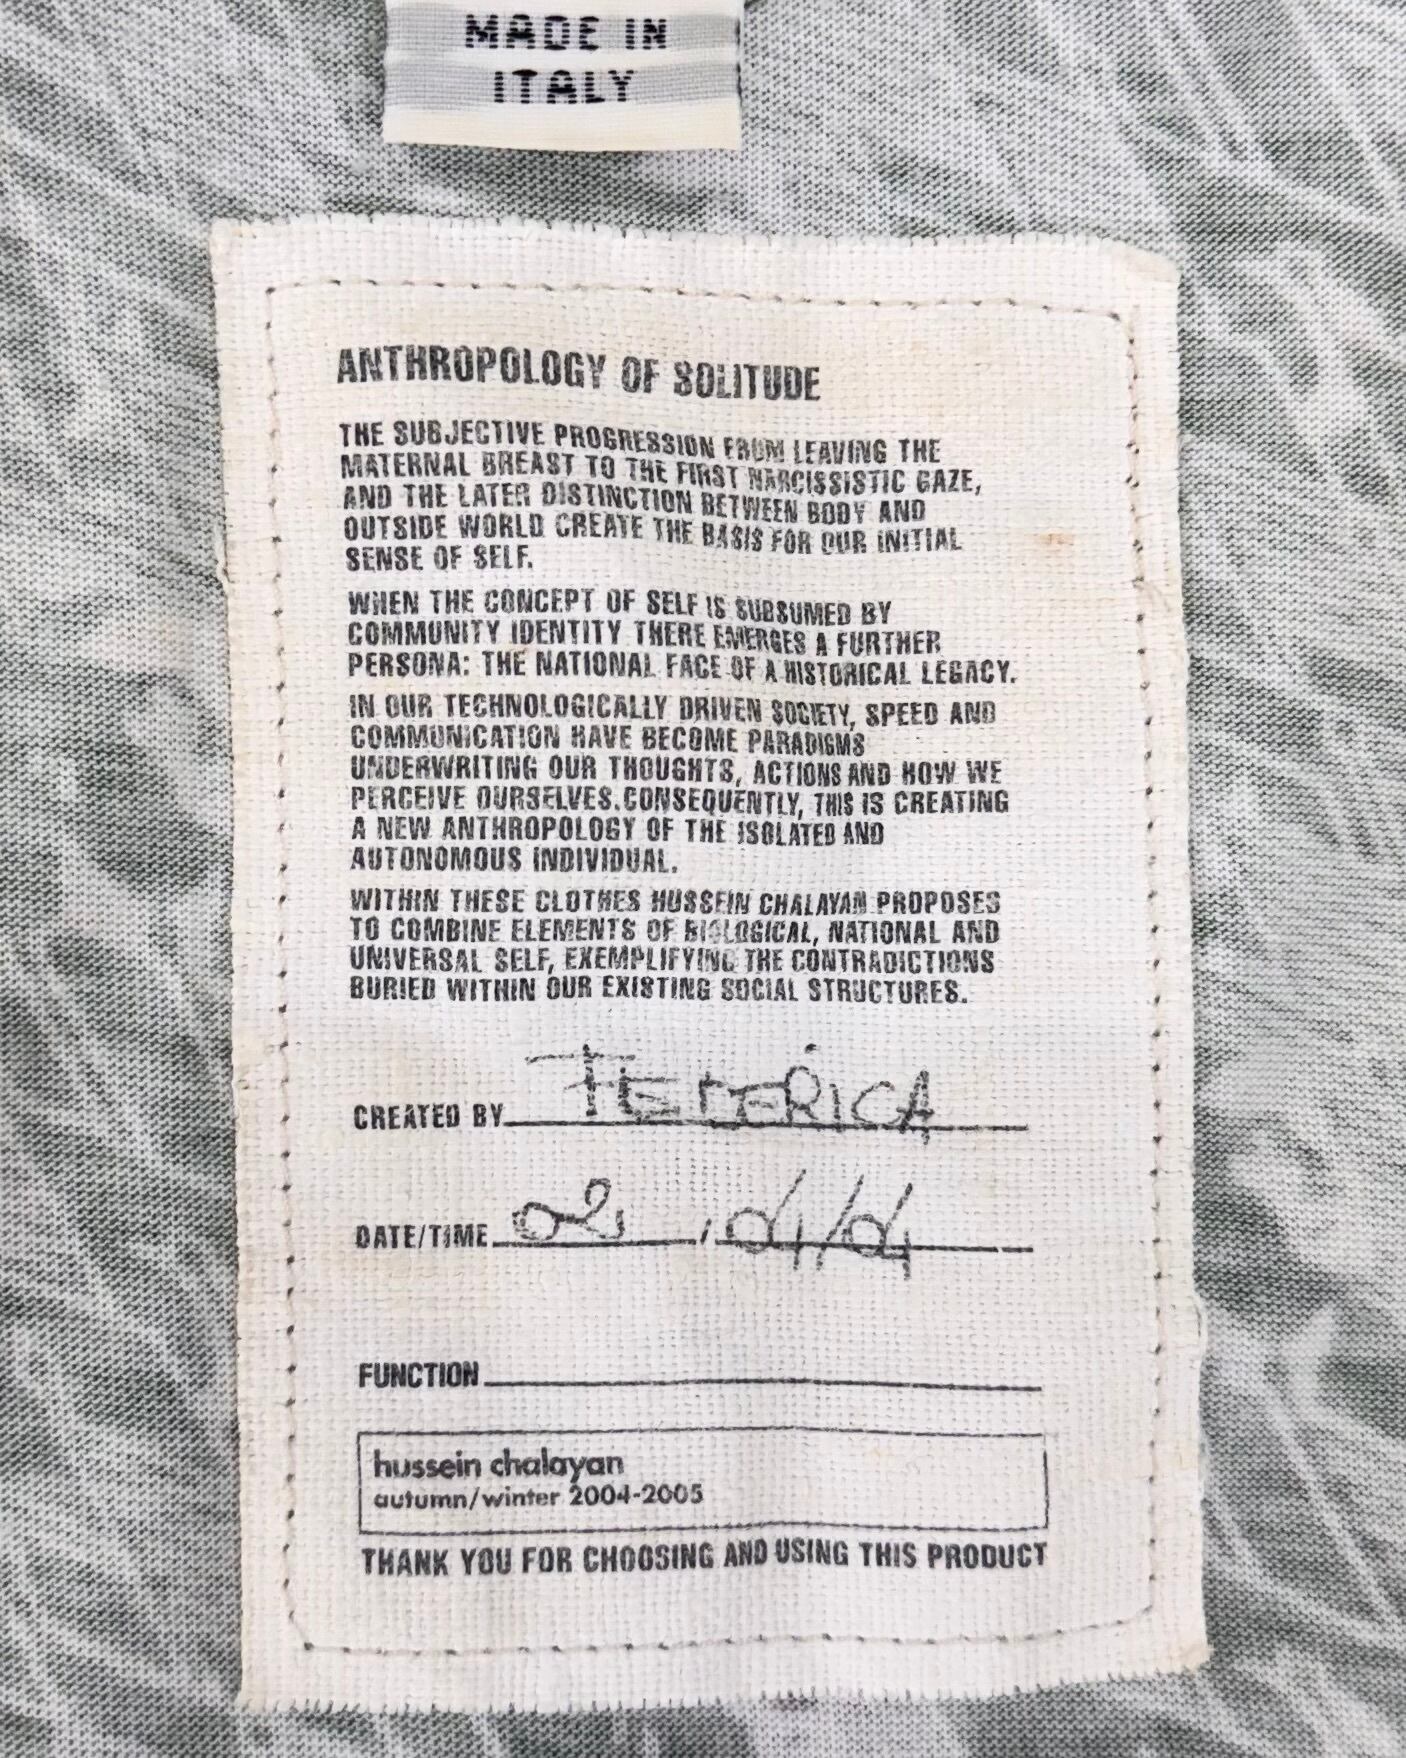 MADE IN
ITALY
ANTHROPOLOGY OF SOLITUDE
THE SUBJECTIVE PROGRESSION FROM LEAVING THE
MATERNAL BREAST TO THE FIRST NARCISSISTIC GAZE,
AND THE LATER DISTINCTION BETWEEN BODY AND
OUTSIDE WORLD CREATE THE BASIS FOR OUR INITIAL
SENSE OF SELF.
WHEN THE CONCEPT OF SELF IS SUBSUMED BY
COMMUNITY IDENTITY THERE EMERGES A FURTHER
PERSONA: THE NATIONAL FACE OF A HISTORICAL LEGACY.
IN OUR TECHNOLOGICALLY DRIVEN SOCIETY, SPEED AND
COMMUNICATION HAVE BECOME PARADIGMS
UNDERWRITING OUR THOUGHTS, ACTIONS AND HOW WE
PERCEIVE OURSELVES. CONSEQUENTLY, THIS IS CREATING
A NEW ANTHROPOLOGY OF THE ISOLATED AND
AUTONOMOUS INDIVIDUAL.
WITHIN THESE CLOTHES HUSSEIN CHALAYAN PROPOSES
TO COMBINE ELEMENTS OF BIOLOGICAL, NATIONAL AND
UNIVERSAL SELF, EXEMPLIFYING THE CONTRADICTIONS
BURIED WITHIN OUR EXISTING SOCIAL STRUCTURES.
CREATED BY FEDERICA
DATE/TIME 02 / 04/04
FUNCTION
hussein chalayan
autumn/winter 2004-2005
THANK YOU FOR CHOOSING AND USING THIS PRODUCT